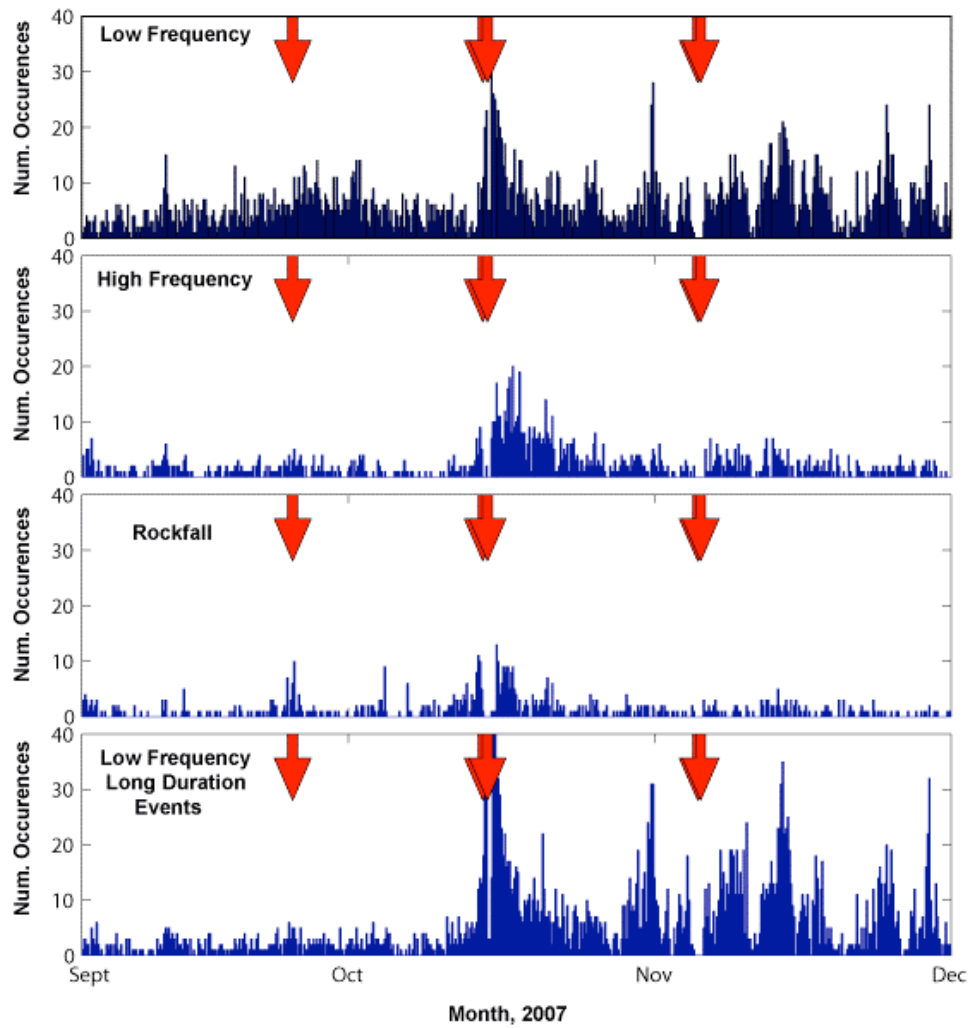 40
30
20
10
0
Num. Occurences
Low Frequency
40
30
20
10
0
Num. Occurences
High Frequency
40
30
20
10
0
Num. Occurences
Rockfall
40
30
20
10
0
Num. Occurences
Low Frequency
Long Duration
Events
Sept
Oct
Nov
Dec
Month, 2007